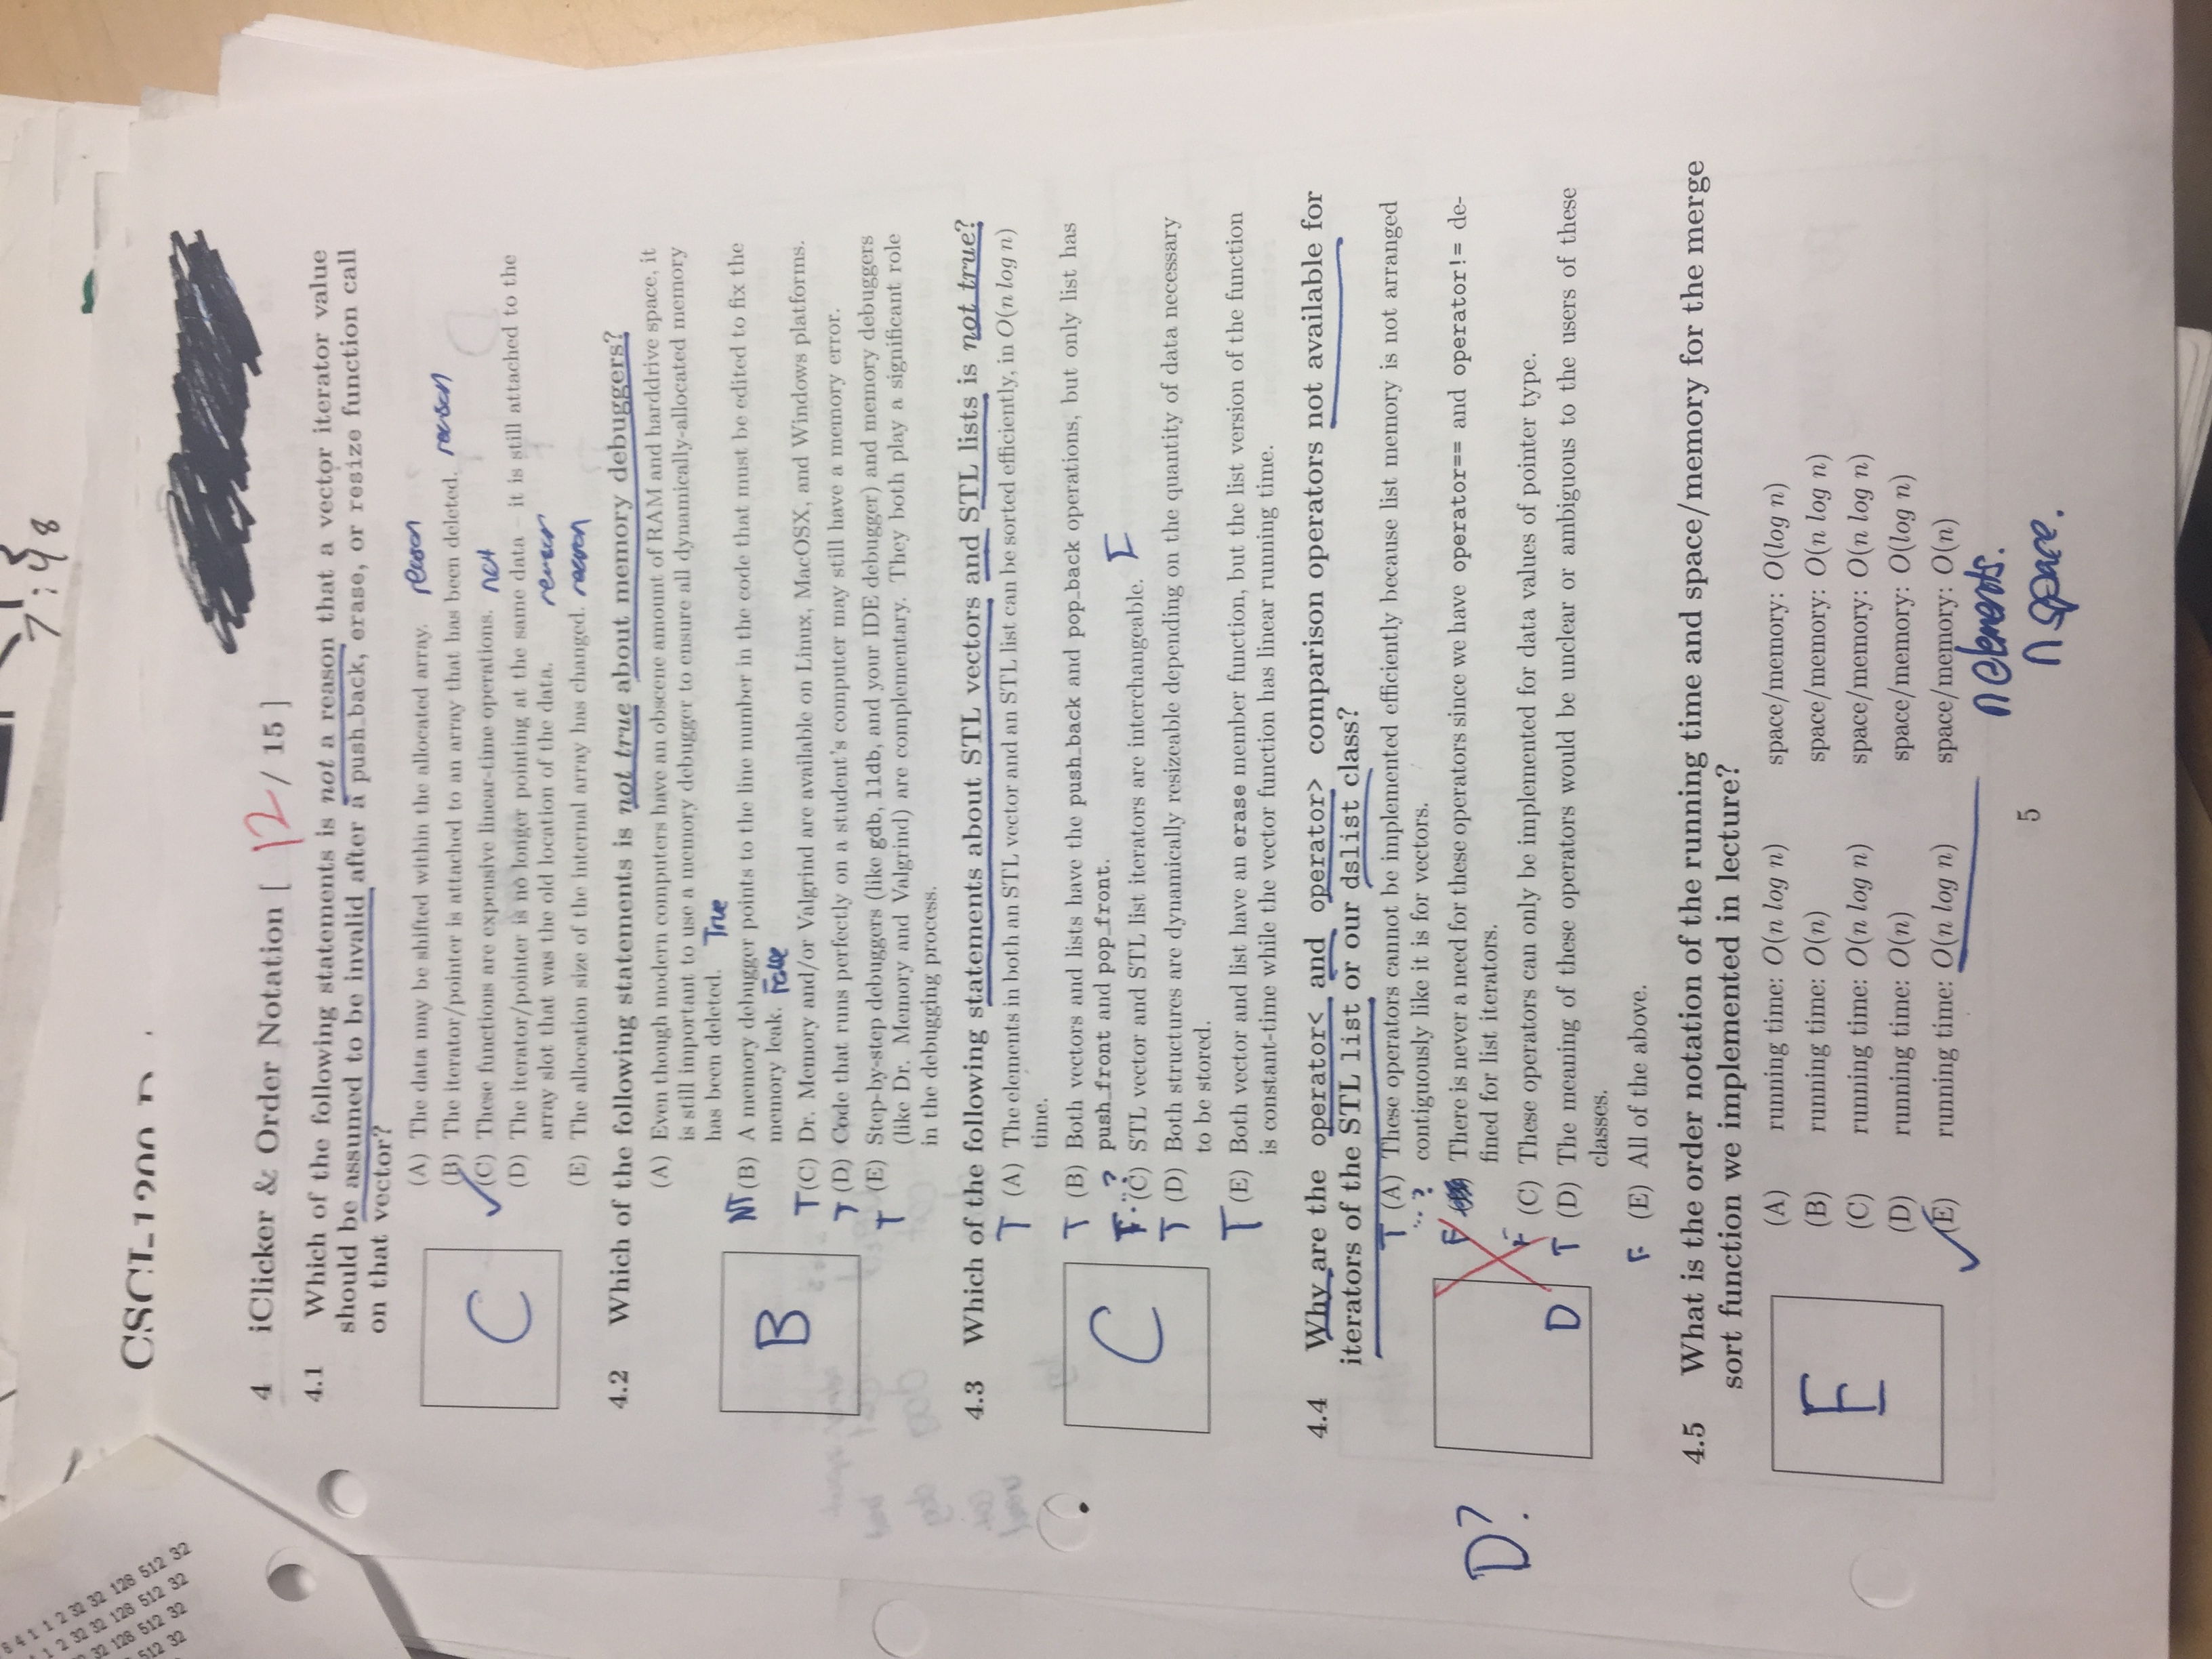 7:48
CSCI-1200 D
4 iClicker & Order Notation [ 12 / 15 ]
4.1 Which of the following statements is not a reason that a vector iterator value
should be assumed to be invalid after a push_back, erase, or resize function call
on that vector?
(A) The data may be shifted within the allocated array. reason
(B) The iterator/pointer is attached to an array that has been deleted. reason
C
(C) These functions are expensive linear-time operations. not
(D) The iterator/pointer is no longer pointing at the same data – it is still attached to the
array slot that was the old location of the data. reason
(E) The allocation size of the internal array has changed. reason
4.2 Which of the following statements is not true about memory debuggers?
(A) Even though modern computers have an obscene amount of RAM and harddrive space, it
is still important to use a memory debugger to ensure all dynamically-allocated memory
has been deleted. True
B
NT (B) A memory debugger points to the line number in the code that must be edited to fix the
memory leak. False
T (C) Dr. Memory and/or Valgrind are available on Linux, MacOSX, and Windows platforms.
T (D) Code that runs perfectly on a student's computer may still have a memory error.
T (E) Step-by-step debuggers (like gdb, lldb, and your IDE debugger) and memory debuggers
(like Dr. Memory and Valgrind) are complementary. They both play a significant role
in the debugging process.
4.3 Which of the following statements about STL vectors and STL lists is not true?
T (A) The elements in both an STL vector and an STL list can be sorted efficiently, in O(n log n)
time.
T (B) Both vectors and lists have the push_back and pop_back operations, but only list has
push_front and pop_front.
C
F ..? (C) STL vector and STL list iterators are interchangeable.
T (D) Both structures are dynamically resizeable depending on the quantity of data necessary
to be stored.
T (E) Both vector and list have an erase member function, but the list version of the function
is constant-time while the vector function has linear running time.
4.4 Why are the operator< and operator> comparison operators not available for
iterators of the STL list or our dslist class?
T (A) These operators cannot be implemented efficiently because list memory is not arranged
...? contiguously like it is for vectors.
D?
F There is never a need for these operators since we have operator== and operator!= de-
fined for list iterators.
F (C) These operators can only be implemented for data values of pointer type.
D
T (D) The meaning of these operators would be unclear or ambiguous to the users of these
classes.
F (E) All of the above.
4.5 What is the order notation of the running time and space/memory for the merge
sort function we implemented in lecture?
(A) running time: O(n log n) space/memory: O(log n)
(B) running time: O(n) space/memory: O(n log n)
E
(C) running time: O(n log n) space/memory: O(n log n)
(D) running time: O(n) space/memory: O(log n)
(E) running time: O(n log n) space/memory: O(n)
n elements.
n space.
5